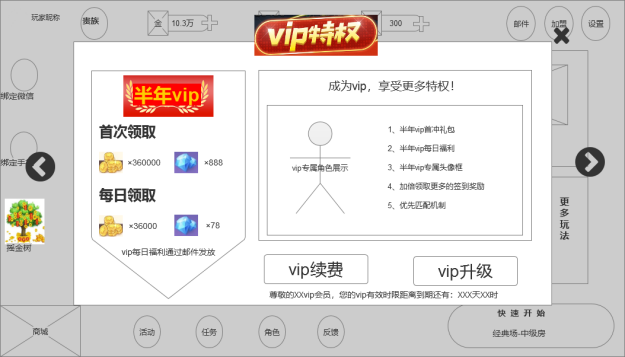 玩家昵称
贵族
金
10.3万
300
邮件
加盟
设置
vip特权
绑定微信
绑定手
摇金树
半年vip
首次领取
×360000
×888
每日领取
×36000
×78
vip每日福利通过邮件发放
成为vip，享受更多特权！
vip专属角色展示
1、半年vip首冲礼包
2、半年vip每日福利
3、半年vip专属头像框
4、加倍领取更多的签到奖励
5、优先匹配机制
vip续费
vip升级
尊敬的XXvip会员，您的vip有效时限距离到期还有：XXX天XX时
更多玩法
商城
活动
任务
角色
反馈
快速开始
经典场-中级房